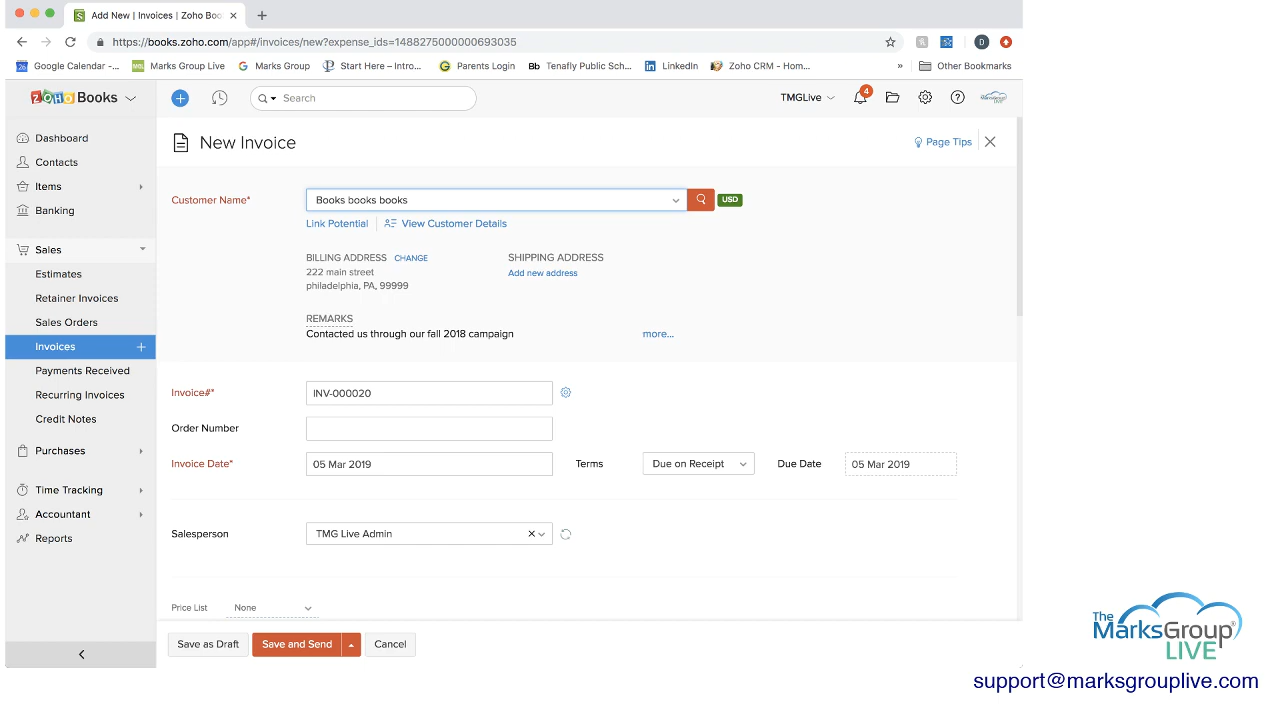 Add New | Invoices | Zoho Boo
https://books.zoho.com/app#/invoices/new?expense_ids=1488275000000693035
D
26 Google Calendar -... MGL Marks Group Live G Marks Group Start Here – Intro... G Parents Login Bb Tenafly Public Sch... in LinkedIn Zoho CRM - Hom... » Other Bookmarks
ZOHO Books
Search
TMGLive
4
Dashboard
Contacts
Items
Banking
Sales
Estimates
Retainer Invoices
Sales Orders
Invoices
Payments Received
Recurring Invoices
Credit Notes
Purchases
Time Tracking
Accountant
Reports
New Invoice
Page Tips
Customer Name* Books books books USD
Link Potential View Customer Details
BILLING ADDRESS CHANGE SHIPPING ADDRESS
222 main street Add new address
philadelphia, PA, 99999
REMARKS
Contacted us through our fall 2018 campaign more...
Invoice#* INV-000020
Order Number
Invoice Date* 05 Mar 2019 Terms Due on Receipt Due Date 05 Mar 2019
Salesperson TMG Live Admin
Price List None
Save as Draft Save and Send Cancel
The
MarksGroup®
LIVE
support@marksgrouplive.com